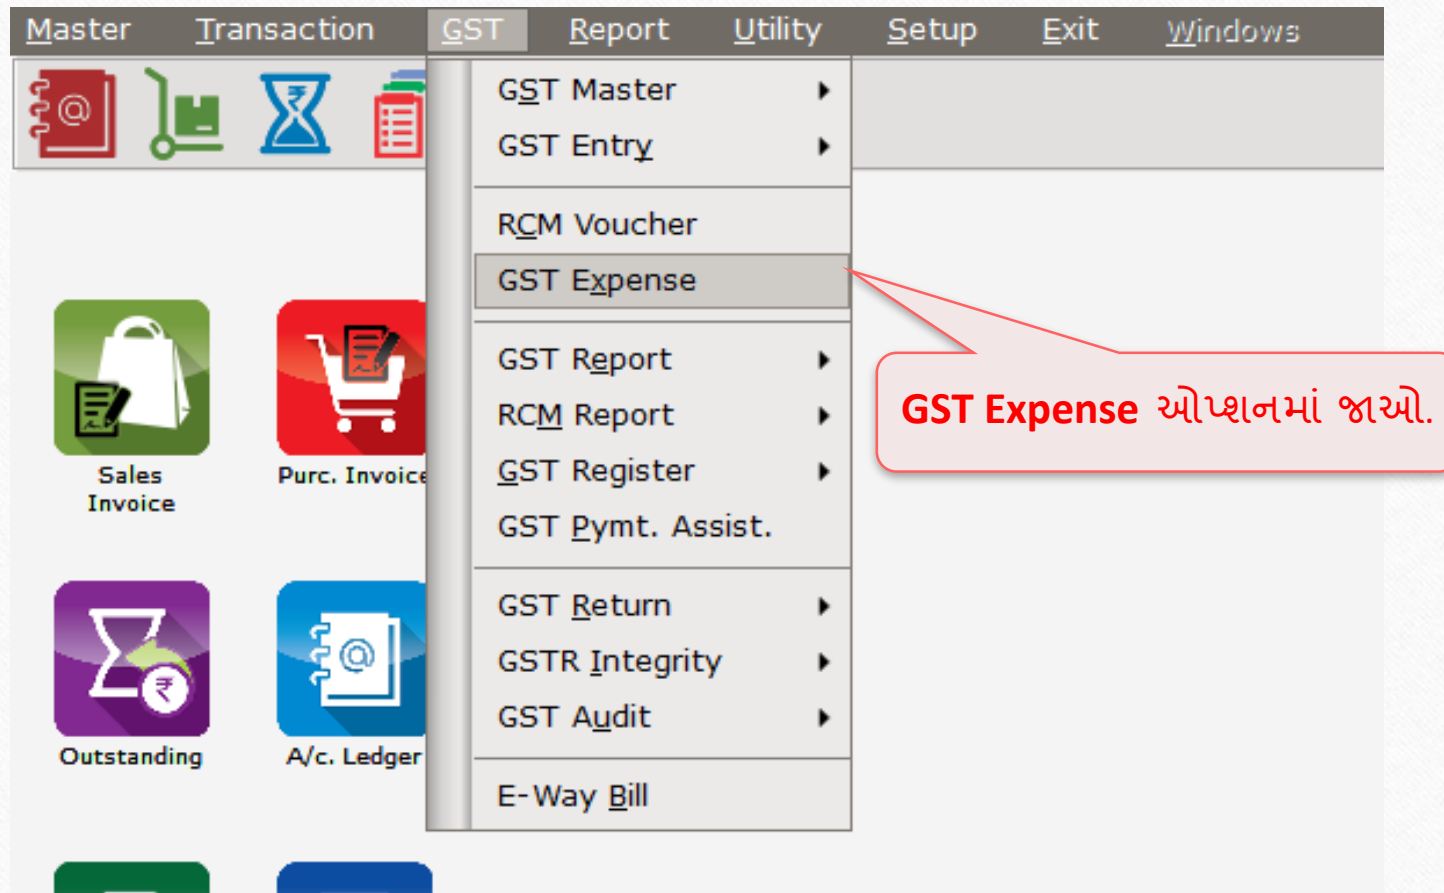 Master Transaction GST Report Utility Setup Exit Windows
GST Master
GST Entry
RCM Voucher
GST Expense
GST Report
RCM Report
GST Register
GST Pymt. Assist.
GST Return
GSTR Integrity
GST Audit
E-Way Bill
GST Expense ઓપ્શનમાં જાઓ.
Sales
Invoice
Purc. Invoice
Outstanding
A/c. Ledger